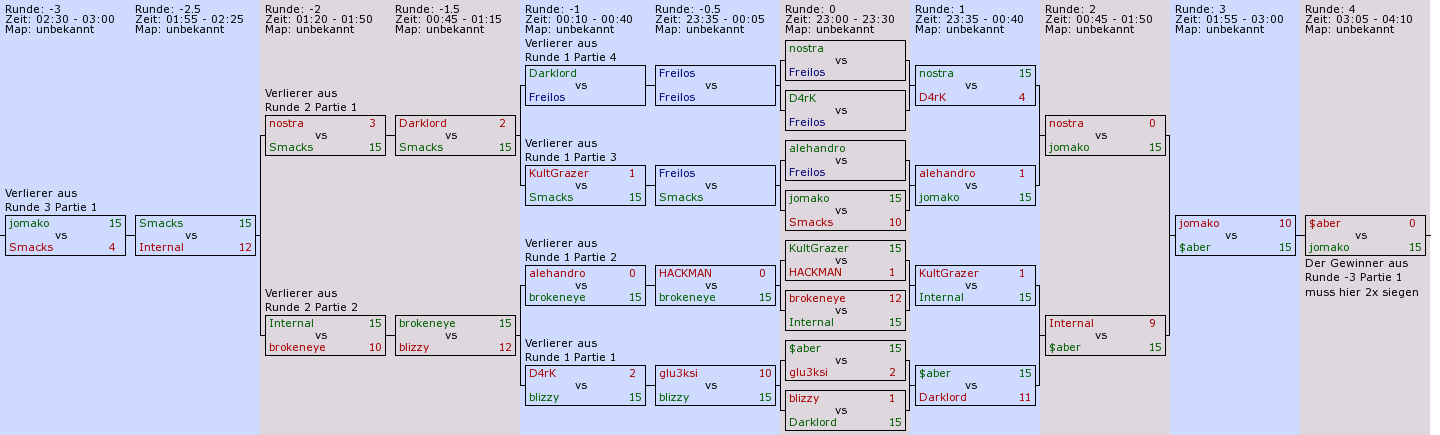 Runde: -3
Zeit: 02:30 - 03:00
Map: unbekannt
Verlierer aus
Runde 3 Partie 1
jomako 15
vs
Smacks 4
Runde: -2.5
Zeit: 01:55 - 02:25
Map: unbekannt
Smacks 15
vs
Internal 12
Runde: -2
Zeit: 01:20 - 01:50
Map: unbekannt
Verlierer aus
Runde 2 Partie 1
nostra 3
vs
Smacks 15
Verlierer aus
Runde 2 Partie 2
Internal 15
vs
brokeneye 10
Runde: -1.5
Zeit: 00:45 - 01:15
Map: unbekannt
Darklord 2
vs
Smacks 15
brokeneye 15
vs
blizzy 12
Runde: -1
Zeit: 00:10 - 00:40
Map: unbekannt
Verlierer aus
Runde 1 Partie 4
Darklord
vs
Freilos
Verlierer aus
Runde 1 Partie 3
KultGrazer 1
vs
Smacks 15
Verlierer aus
Runde 1 Partie 2
alehandro 0
vs
brokeneye 15
Verlierer aus
Runde 1 Partie 1
D4rK 2
vs
blizzy 15
Runde: -0.5
Zeit: 23:35 - 00:05
Map: unbekannt
Freilos
vs
Freilos
Freilos
vs
Smacks
HACKMAN 0
vs
brokeneye 15
glu3ksi 10
vs
blizzy 15
Runde: 0
Zeit: 23:00 - 23:30
Map: unbekannt
nostra
vs
Freilos
D4rK
vs
Freilos
alehandro
vs
Freilos
jomako 15
vs
Smacks 10
KultGrazer 15
vs
HACKMAN 1
brokeneye 12
vs
Internal 15
$aber 15
vs
glu3ksi 2
blizzy 1
vs
Darklord 15
Runde: 1
Zeit: 23:35 - 00:40
Map: unbekannt
nostra 15
vs
D4rK 4
alehandro 1
vs
jomako 15
KultGrazer 1
vs
Internal 15
$aber 15
vs
Darklord 11
Runde: 2
Zeit: 00:45 - 01:50
Map: unbekannt
nostra 0
vs
jomako 15
Internal 9
vs
$aber 15
Runde: 3
Zeit: 01:55 - 03:00
Map: unbekannt
jomako 10
vs
$aber 15
Runde: 4
Zeit: 03:05 - 04:10
Map: unbekannt
$aber 0
vs
jomako 15
Der Gewinner aus
Runde -3 Partie 1
muss hier 2x siegen